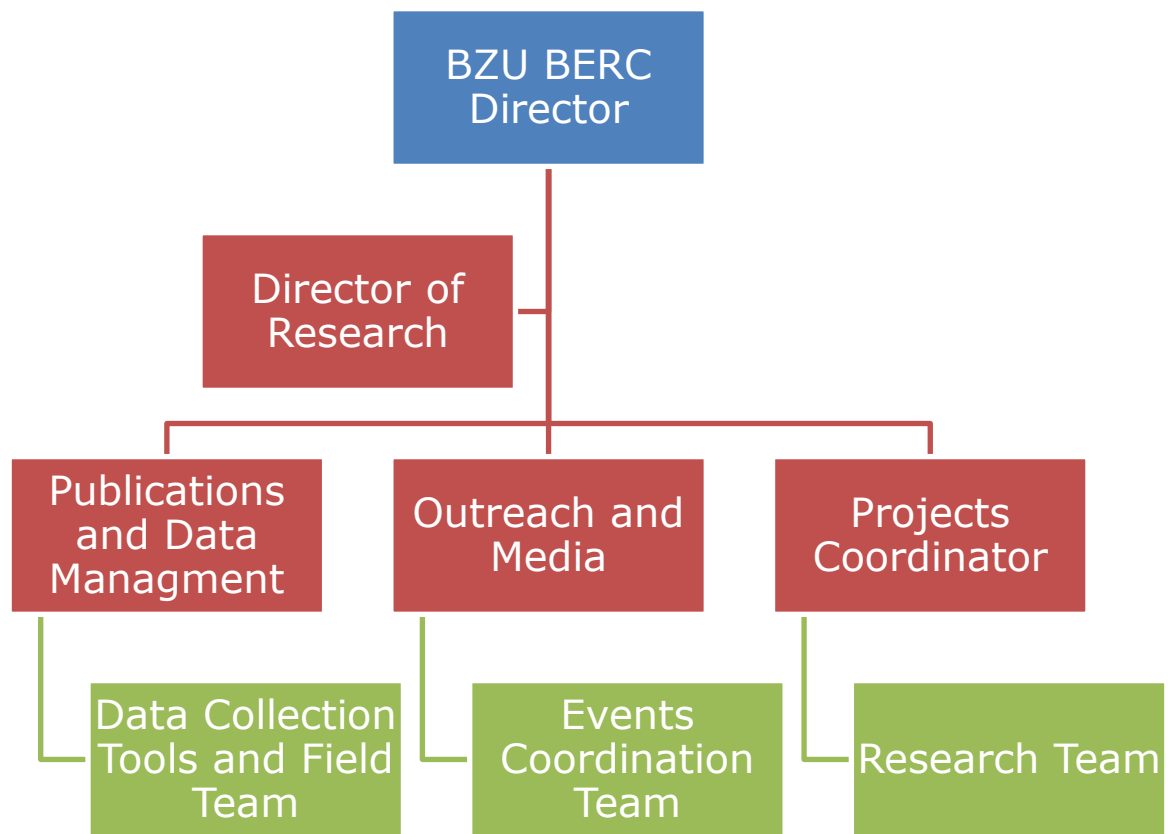 BZU BERC
Director
Director of
Research
Publications
and Data
Managment
Outreach and
Media
Projects
Coordinator
Data Collection
Tools and Field
Team
Events
Coordination
Team
Research Team